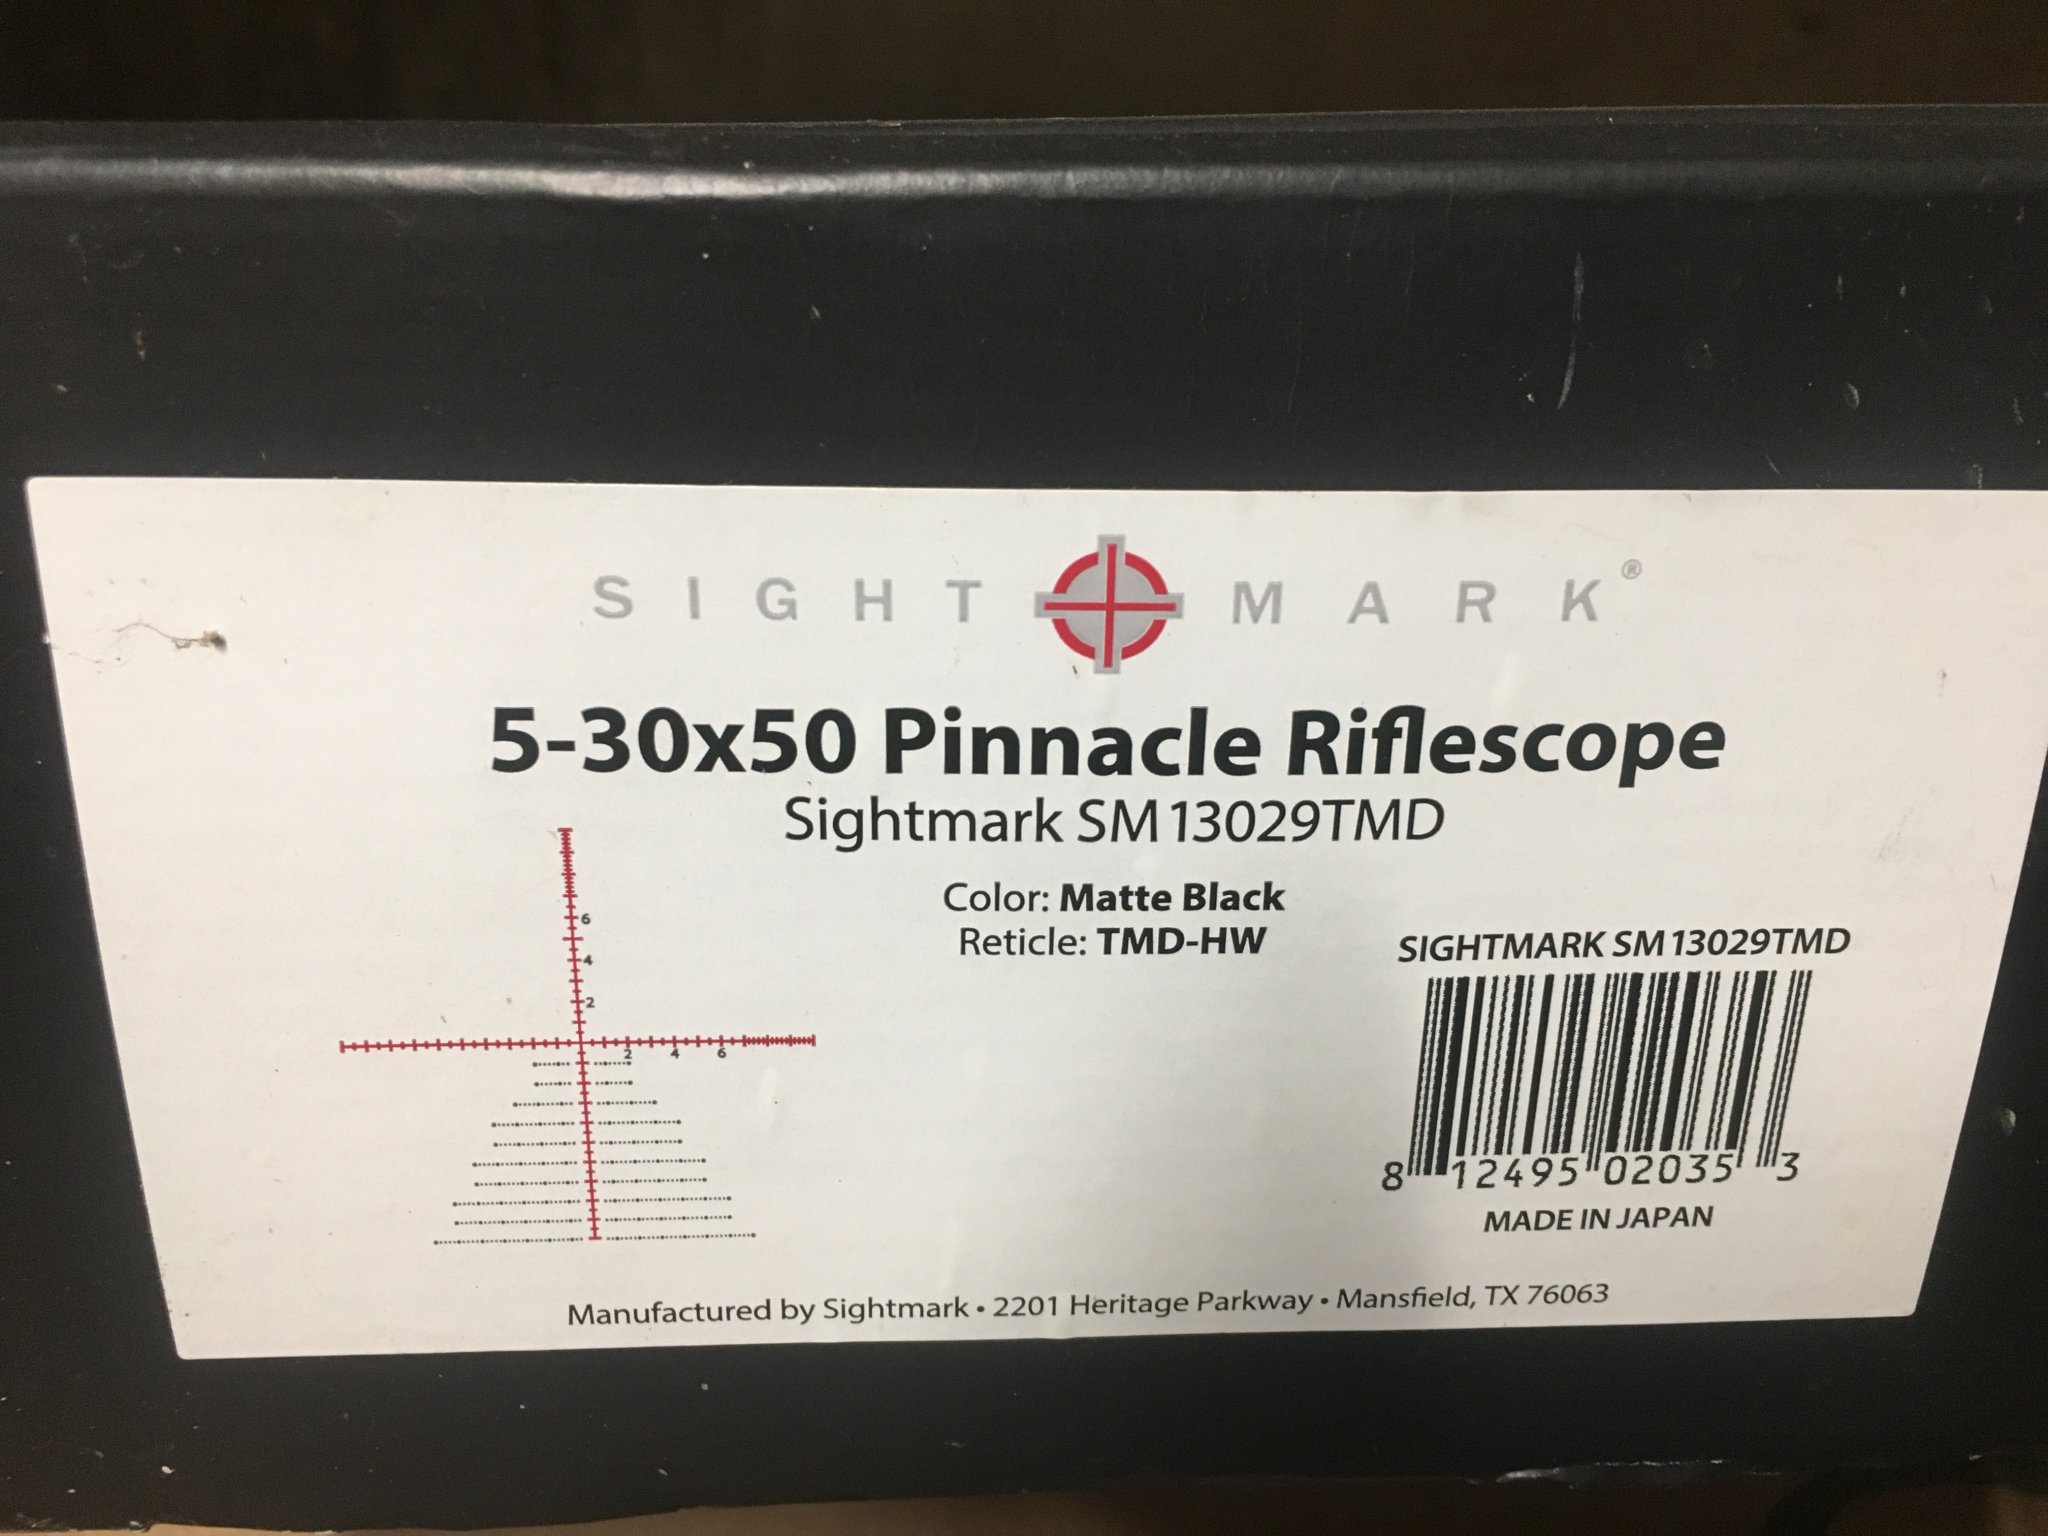 SIGHTMARK®
5-30x50 Pinnacle Riflescope
Sightmark SM13029TMD
Color: Matte Black
Reticle: TMD-HW
6
4
2
2 4 6
SIGHTMARK SM13029TMD
8 12495 02035 3
MADE IN JAPAN
Manufactured by Sightmark • 2201 Heritage Parkway • Mansfield, TX 76063